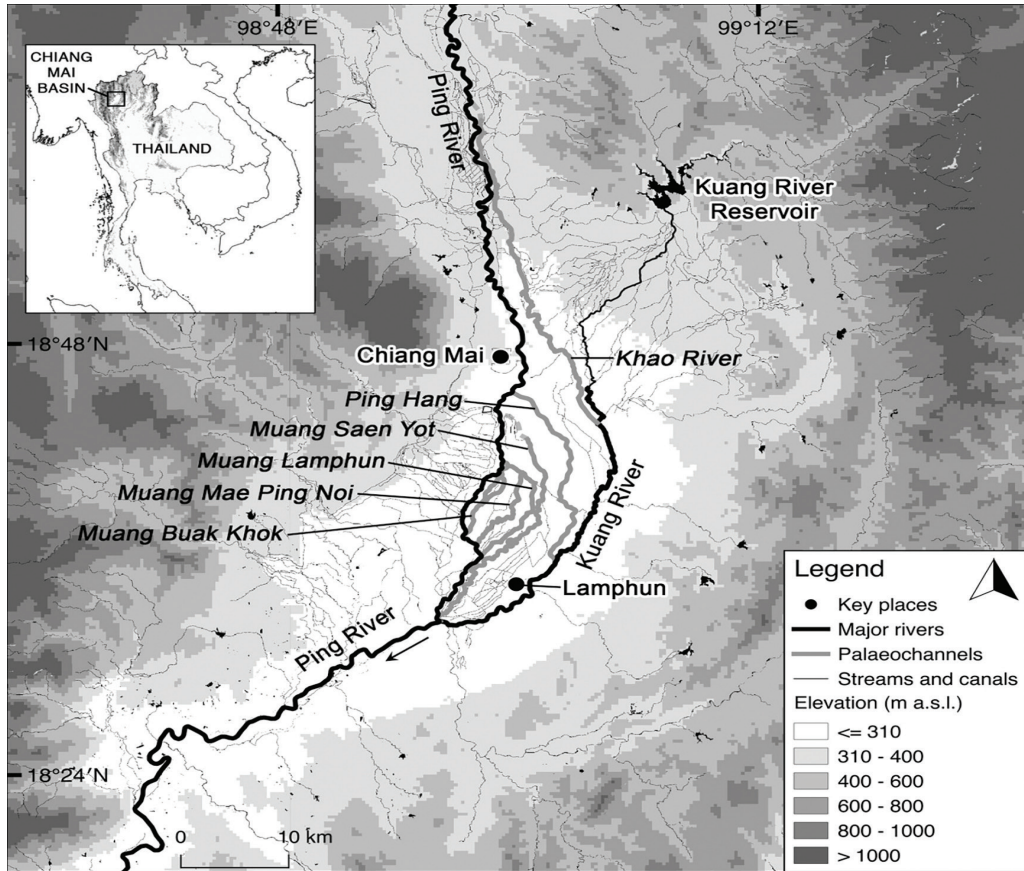 98°48′E
99°12′E
CHIANG
MAI
BASIN
THAILAND
Ping River
Kuang River
Reservoir
18°48′N
Chiang Mai
Khao River
Ping Hang
Muang Saen Yot
Muang Lamphun
Muang Mae Ping Noi
Muang Buak Khok
Kuang River
Lamphun
Ping River
18°24′N
0 10 km
Legend
Key places
Major rivers
Palaeochannels
Streams and canals
Elevation (m a.s.l.)
<= 310
310 - 400
400 - 600
600 - 800
800 - 1000
> 1000